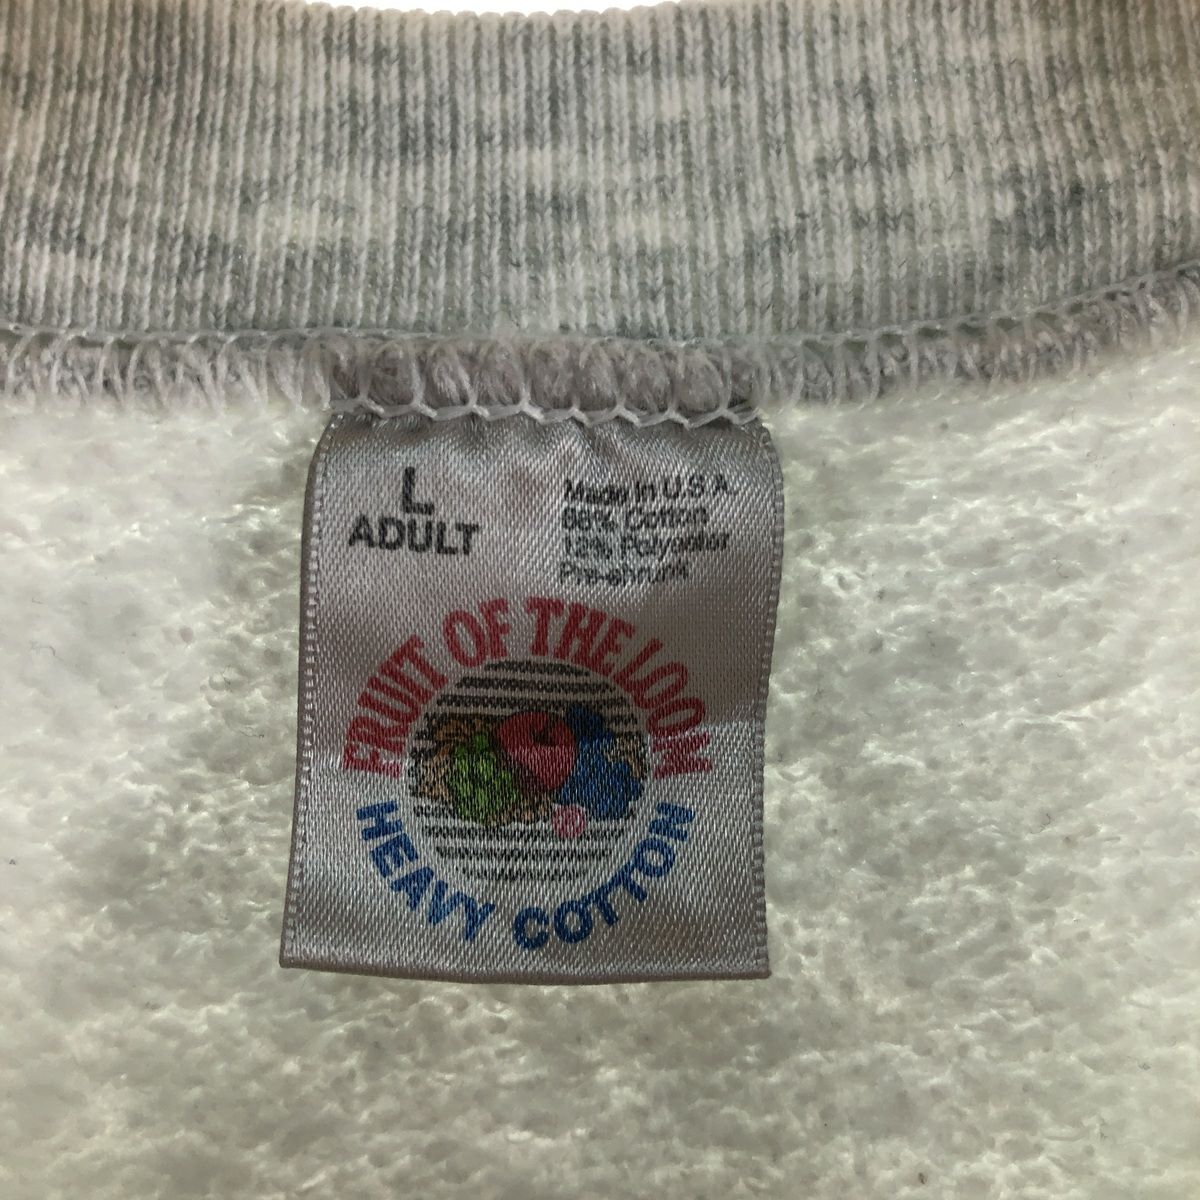 L
ADULT
Made in U.S.A.
88% Cotton
12% Polyester
Pre-shrunk
FRUIT OF THE LOOM
HEAVY COTTON